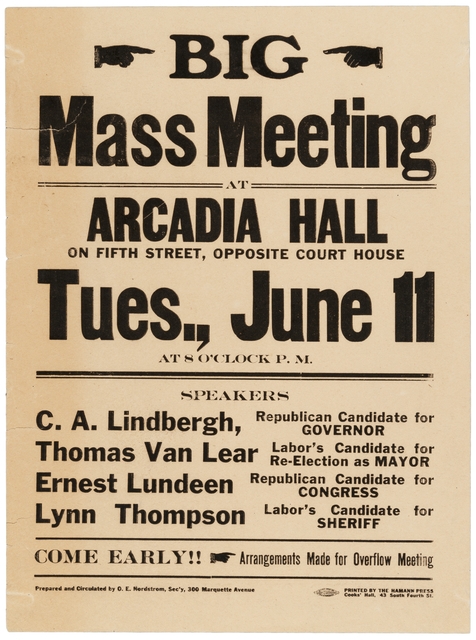 BIG
Mass Meeting
AT
ARCADIA HALL
ON FIFTH STREET, OPPOSITE COURT HOUSE
Tues., June 11
AT 8 O'CLOCK P. M.
SPEAKERS
C. A. Lindbergh, Republican Candidate for GOVERNOR
Thomas Van Lear Labor's Candidate for Re-Election as MAYOR
Ernest Lundeen Republican Candidate for CONGRESS
Lynn Thompson Labor's Candidate for SHERIFF
COME EARLY!! Arrangements Made for Overflow Meeting
Prepared and Circulated by O. E. Nordstrom, Sec'y, 300 Marquette Avenue
PRINTED BY THE HAMANN PRESS
Cooks' Hall, 43 South Fourth St.